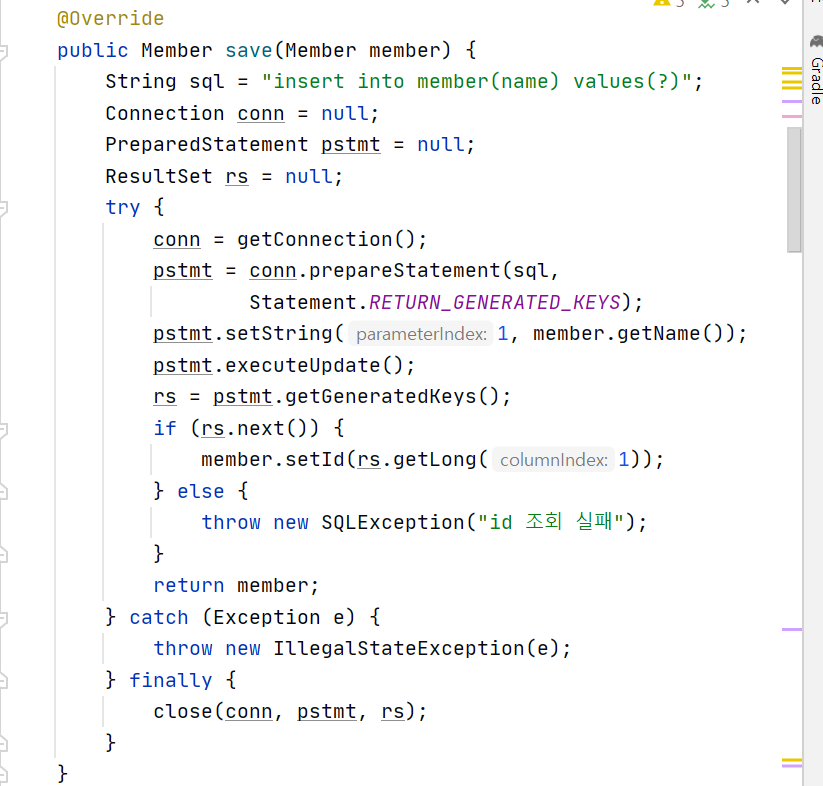 @Override
public Member save(Member member) {
String sql = "insert into member(name) values(?)";
Connection conn = null;
PreparedStatement pstmt = null;
ResultSet rs = null;
try {
conn = getConnection();
pstmt = conn.prepareStatement(sql,
Statement.RETURN_GENERATED_KEYS);
pstmt.setString( parameterIndex: 1, member.getName());
pstmt.executeUpdate();
rs = pstmt.getGeneratedKeys();
if (rs.next()) {
member.setId(rs.getLong( columnIndex: 1));
} else {
throw new SQLException("id 조회 실패");
}
return member;
} catch (Exception e) {
throw new IllegalStateException(e);
} finally {
close(conn, pstmt, rs);
}
}
Gradle